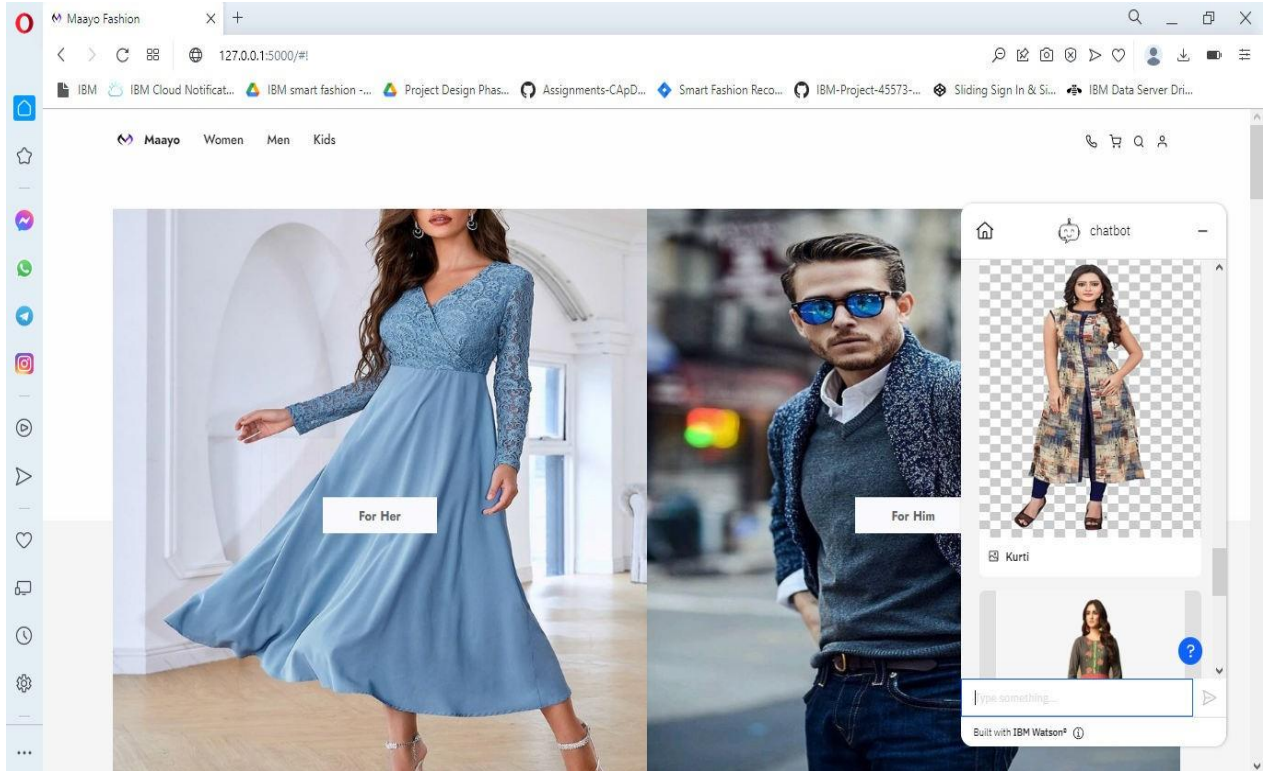 Maayo Fashion
127.0.0.1:5000/#!
IBM IBM Cloud Notificat... IBM smart fashion -... Project Design Phas... Assignments-CApD... Smart Fashion Reco... IBM-Project-45573-... Sliding Sign In & Si... IBM Data Server Dri...
Maayo Women Men Kids
chatbot
For Her
For Him
Kurti
?
Type something...
Built with IBM Watson®